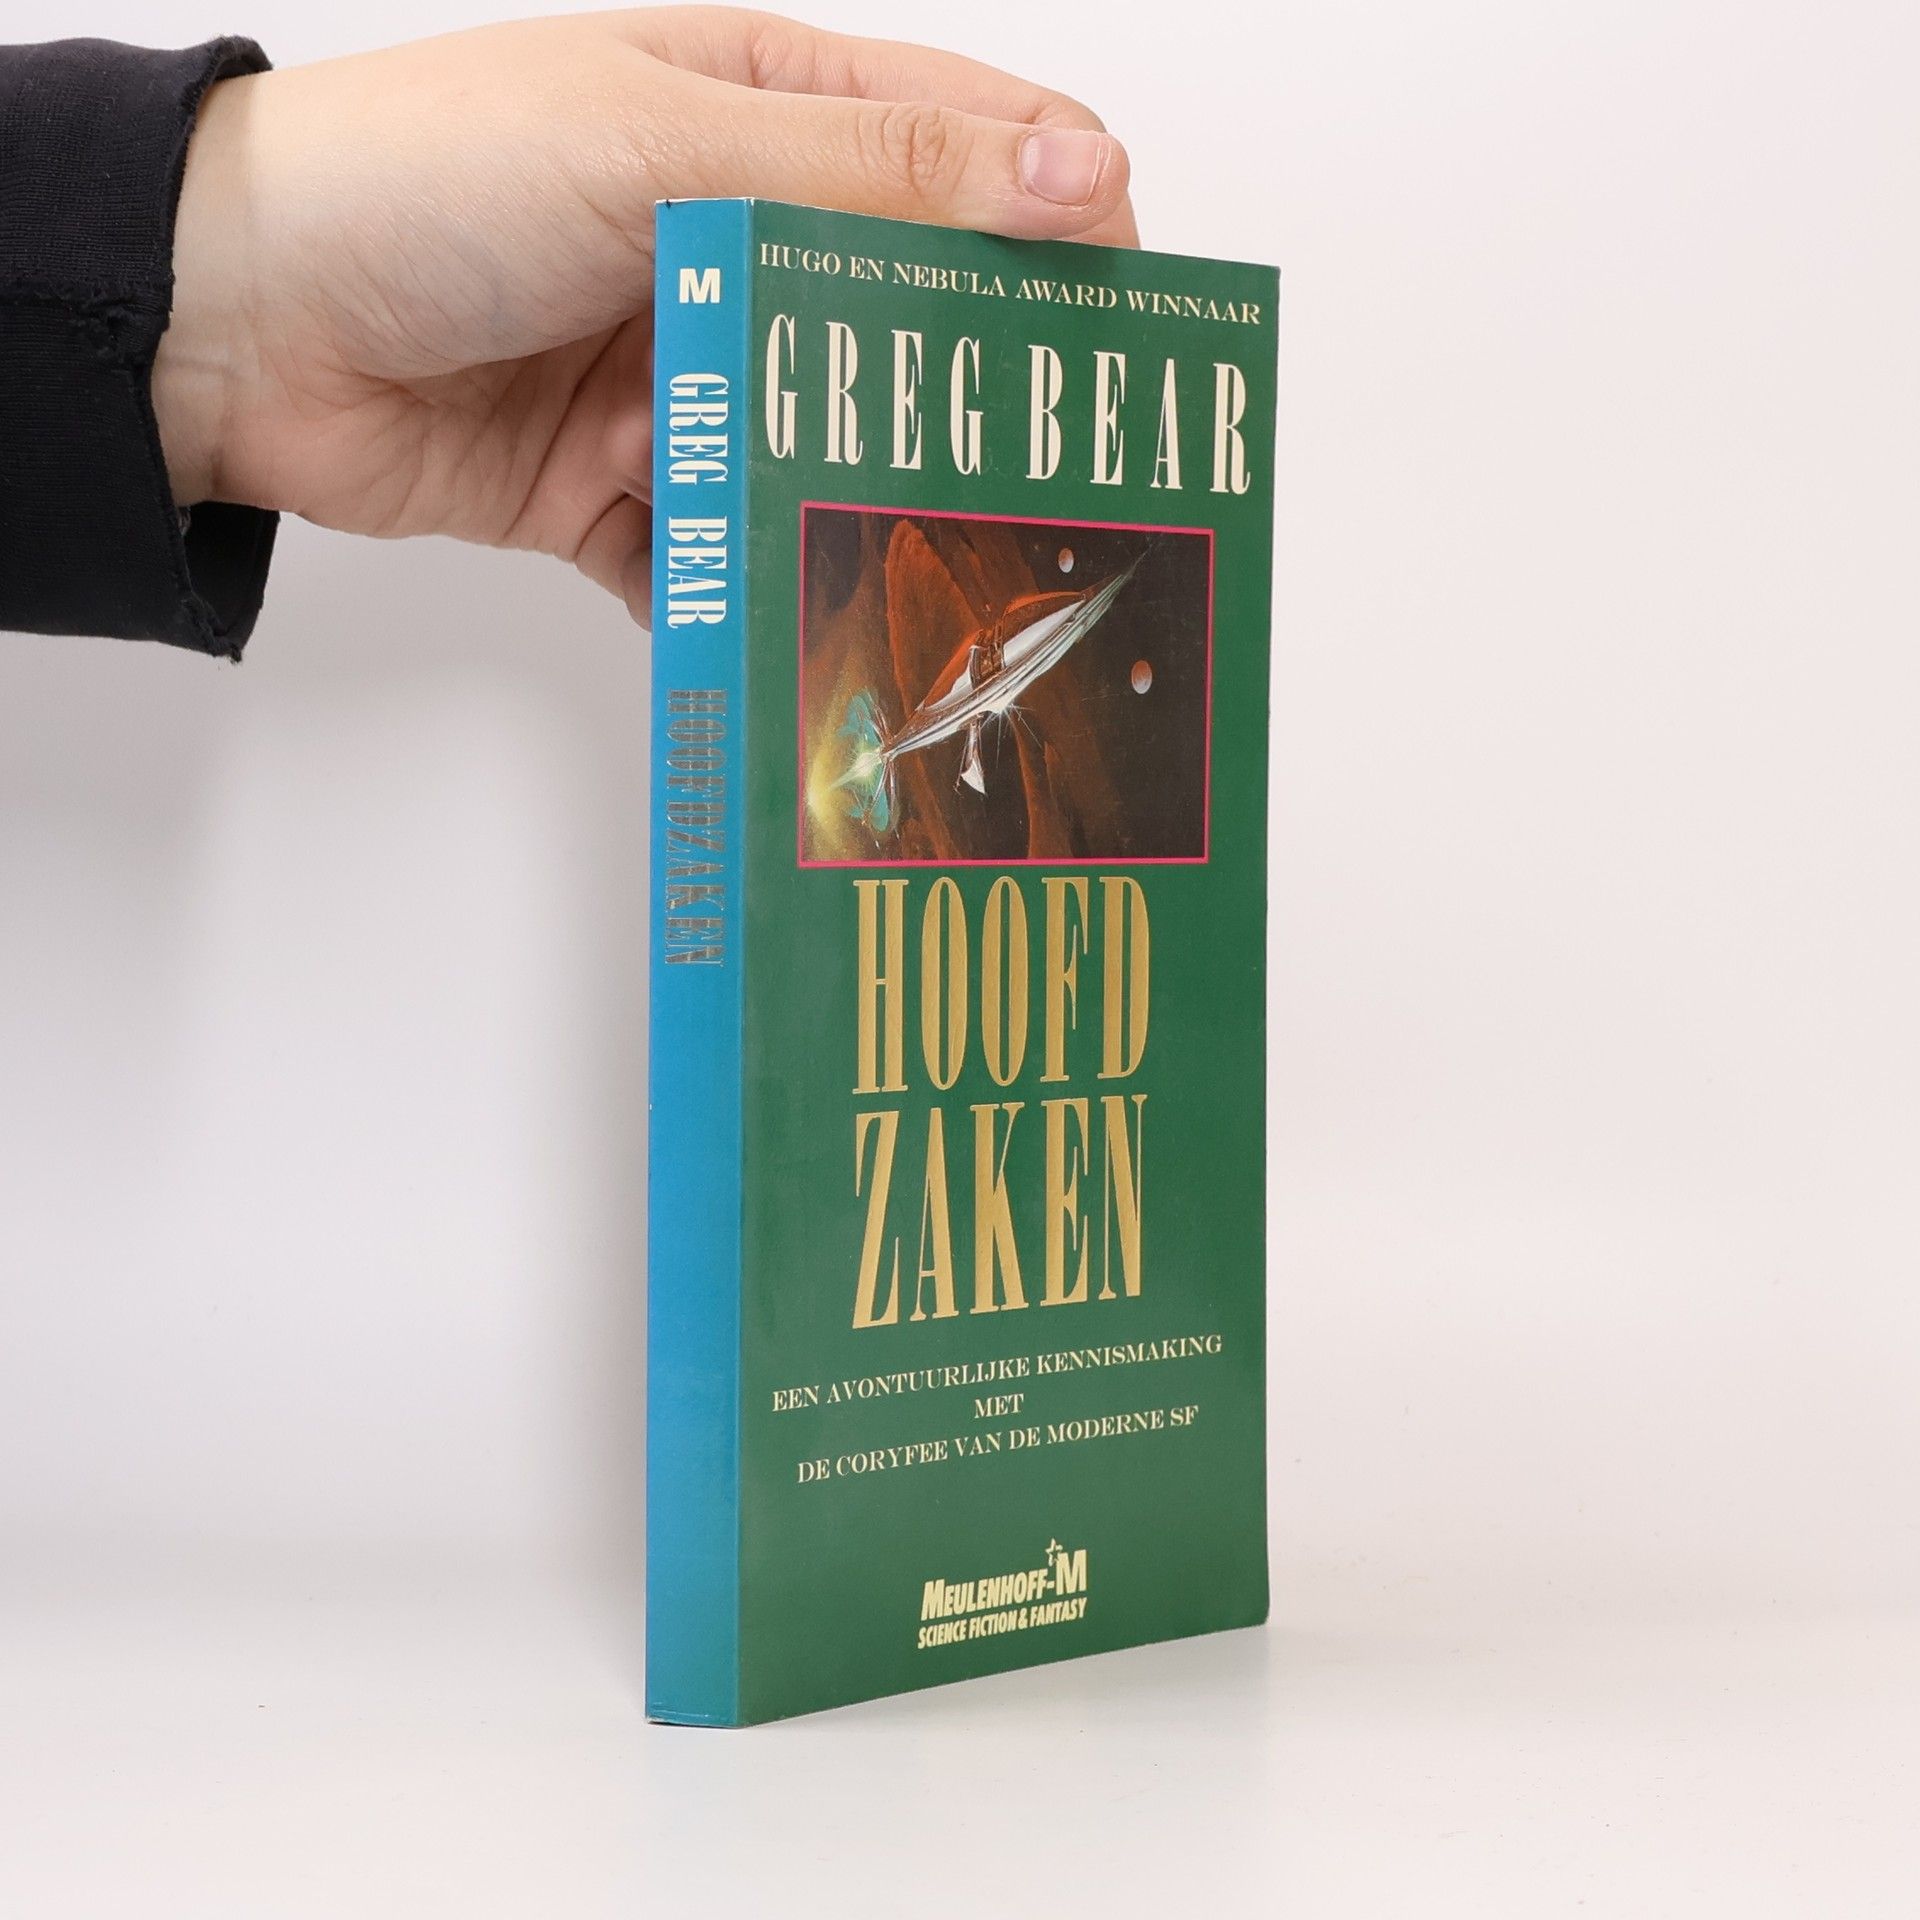 M
GREG BEAR HOOFDZAKEN
HUGO EN NEBULA AWARD WINNAAR
GREG BEAR
HOOFD
ZAKEN
EEN AVONTUURLIJKE KENNISMAKING
MET
DE CORYFEE VAN DE MODERNE SF
MEULENHOFF-M
SCIENCE FICTION & FANTASY